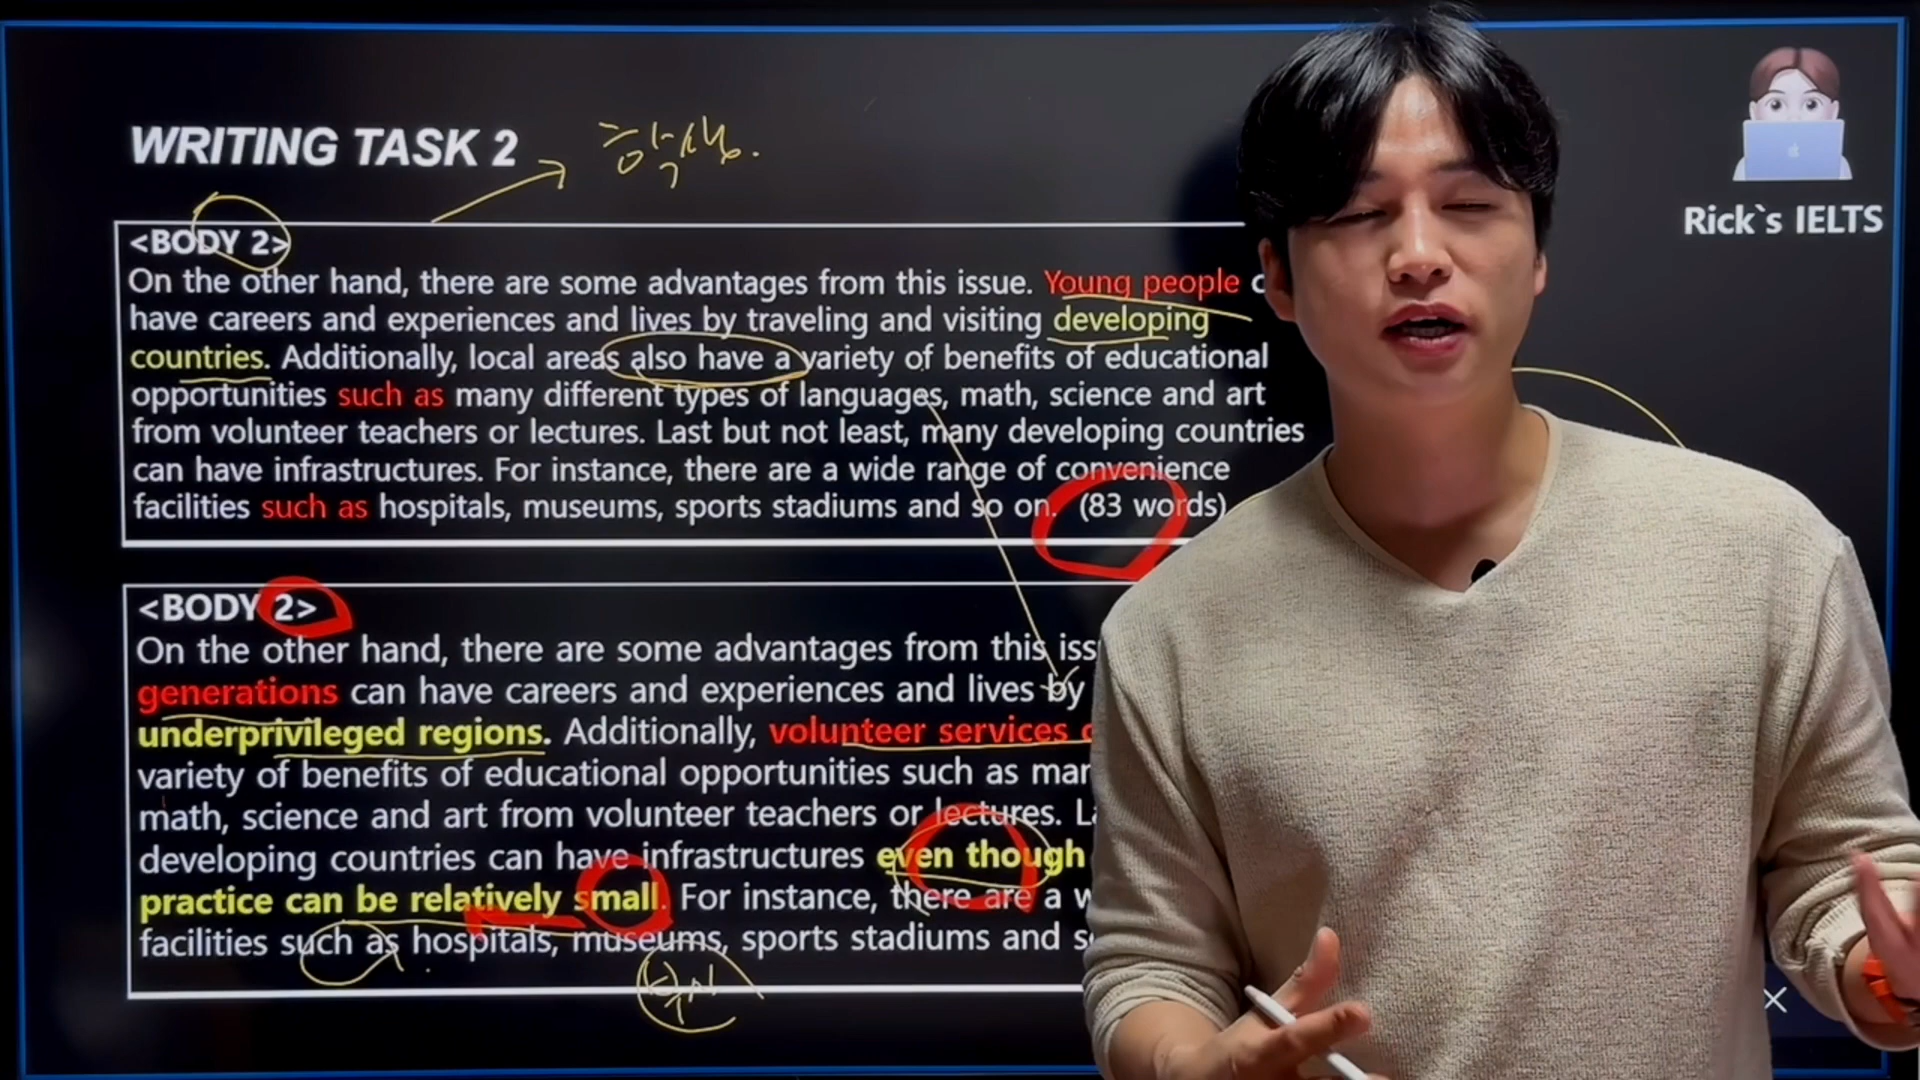 WRITING TASK 2
학생.
Rick`s IELTS
<BODY 2>
On the other hand, there are some advantages from this issue. Young people
have careers and experiences and lives by traveling and visiting developing
countries. Additionally, local areas also have a variety of benefits of educational
opportunities such as many different types of languages, math, science and art
from volunteer teachers or lectures. Last but not least, many developing countries
can have infrastructures. For instance, there are a wide range of convenience
facilities such as hospitals, museums, sports stadiums and so on. (83 words)
<BODY 2>
On the other hand, there are some advantages from this
generations can have careers and experiences and lives by
underprivileged regions. Additionally, volunteer services
variety of benefits of educational opportunities such as
math, science and art from volunteer teachers or lectures.
developing countries can have infrastructures even though
practice can be relatively small. For instance, there are a
facilities such as hospitals, museums, sports stadiums and